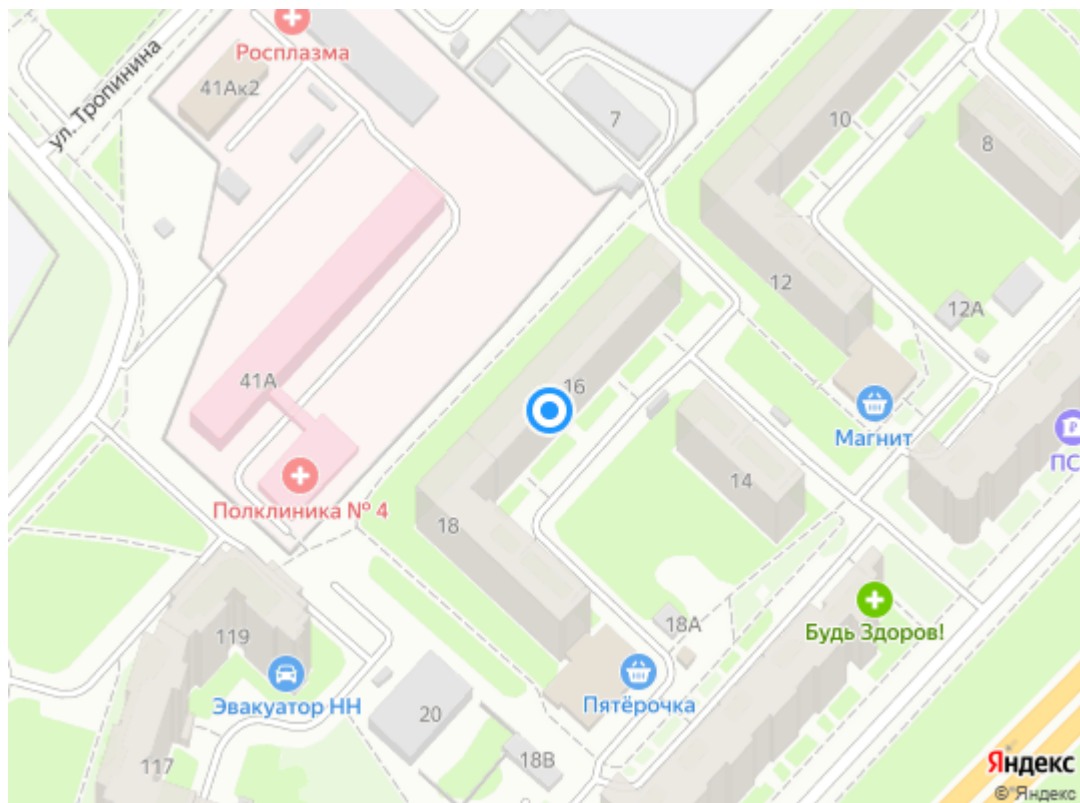 Росплазма
41Ак2
ул. Тропинина
7
10
8
12
12А
41А
16
Магнит
ПС
14
Полклиника № 4
18
119
18А
Будь Здоров!
Эвакуатор НН
Пятёрочка
20
18В
117
Яндекс
© Яндекс